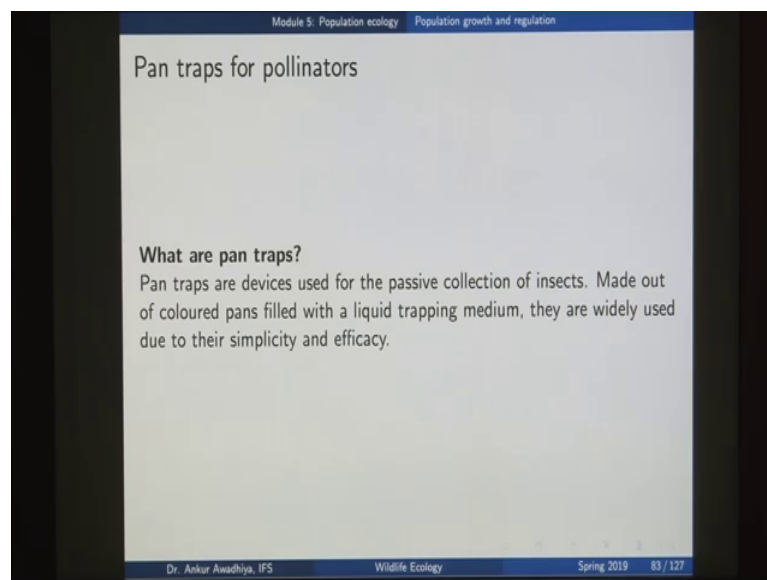 Module 5: Population ecology Population growth and regulation
Pan traps for pollinators
What are pan traps?
Pan traps are devices used for the passive collection of insects. Made out
of coloured pans filled with a liquid trapping medium, they are widely used
due to their simplicity and efficacy.
Dr. Ankur Awadhiya, IFS Wildlife Ecology Spring 2019 83 / 127